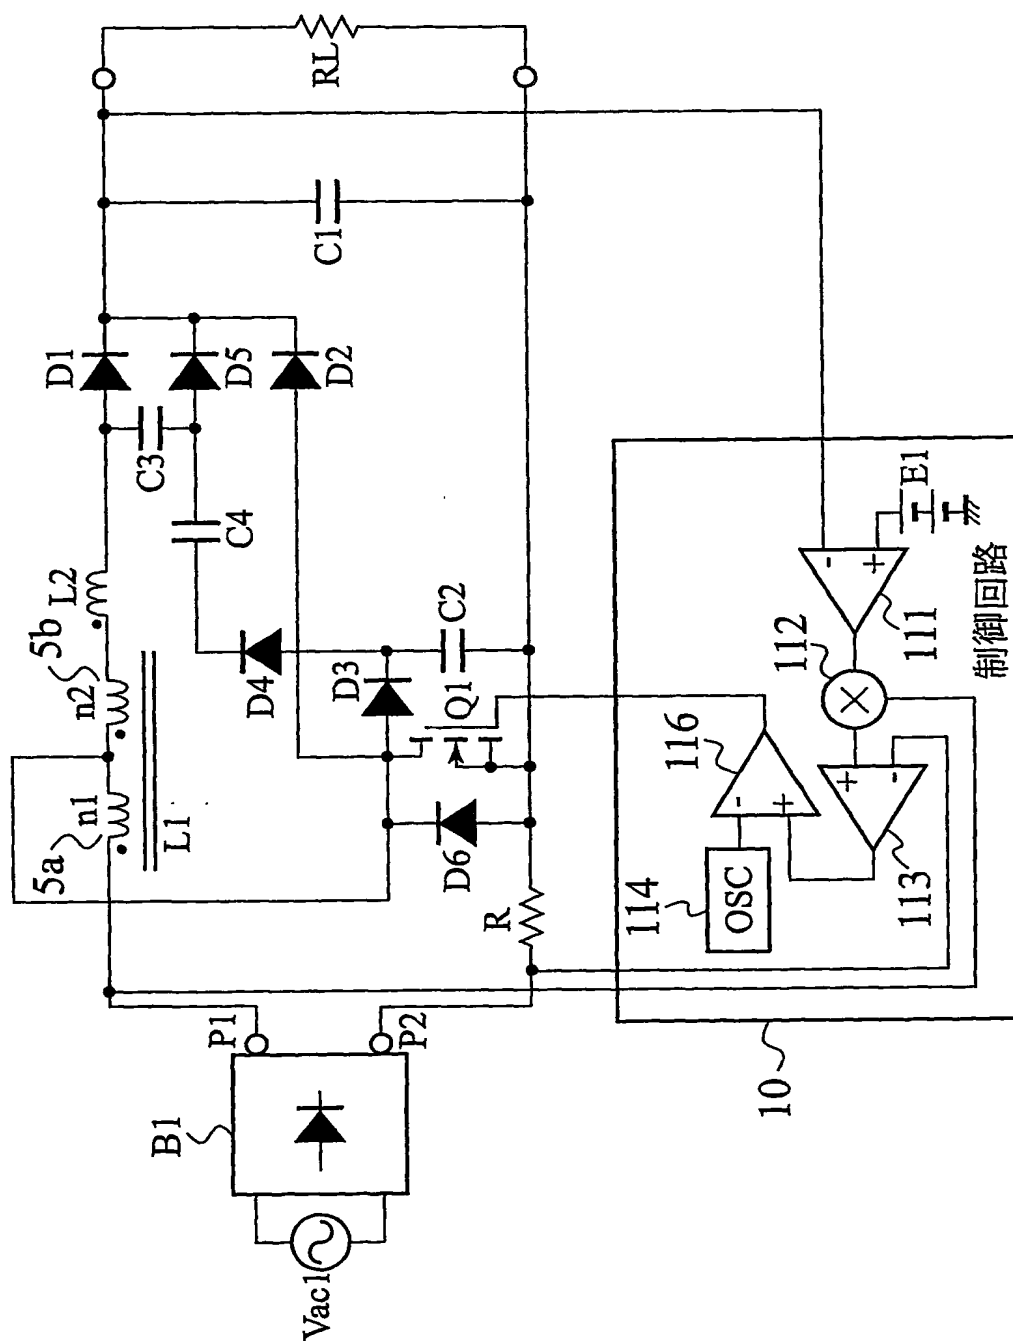 Vac1
B1
P1
P2
5a
n1
L1
n2
5b
L2
D1
C3
D5
D2
C4
D4
D3
C2
Q1
D6
R
C1
RL
10
114
OSC
116
-
+
113
+
-
112
111
-
+
E1
制御回路